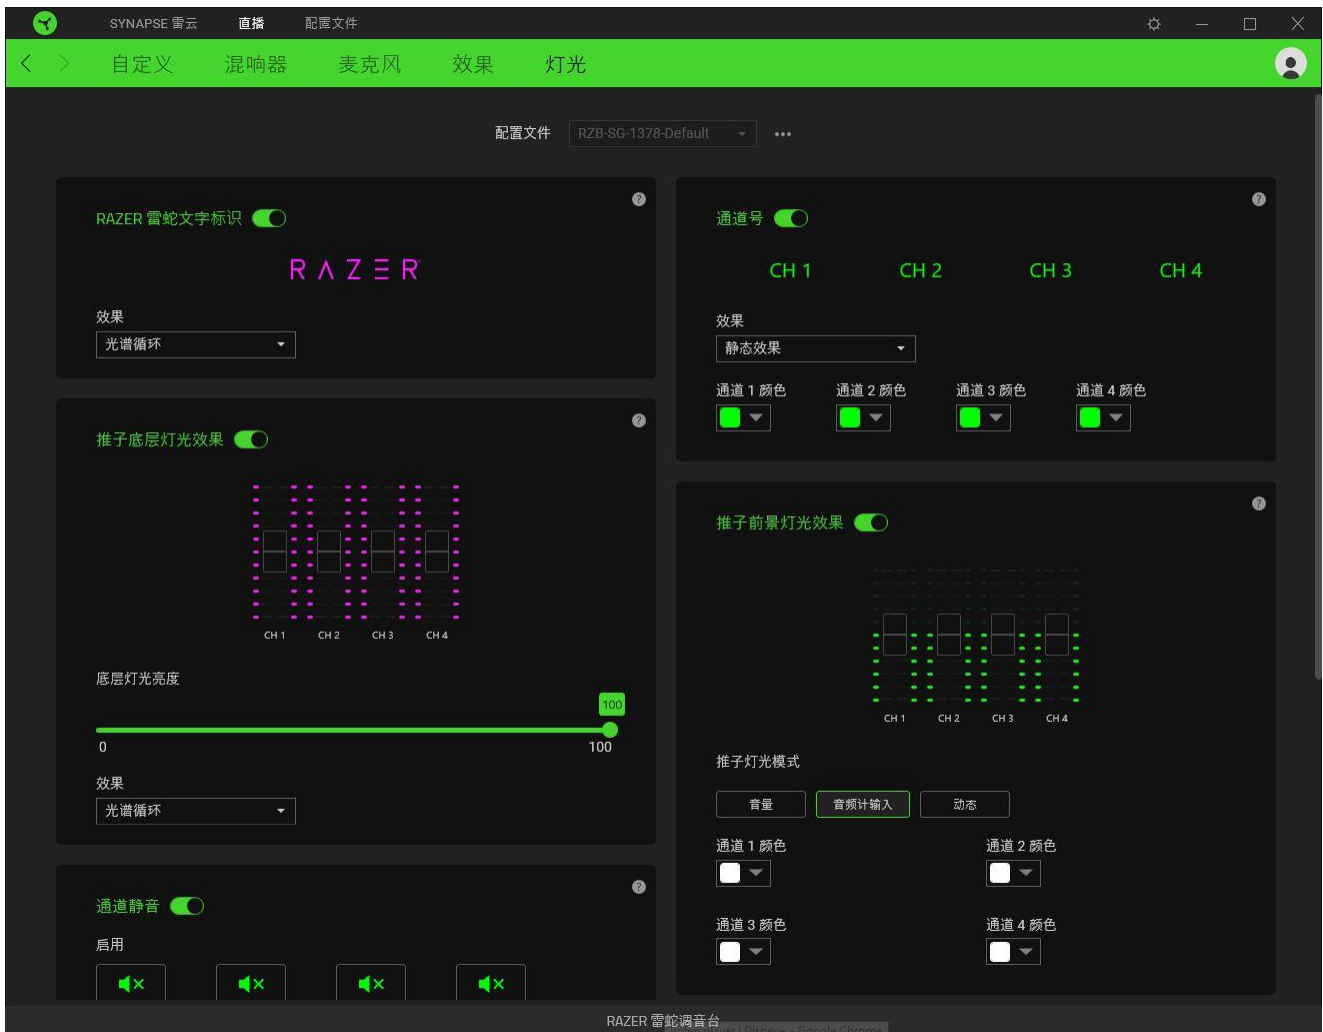 SYNAPSE 雷云 直播 配置文件
自定义 混响器 麦克风 效果 灯光
配置文件 RZB-SG-1378-Default
RAZER 雷蛇文字标识
RAZER
效果
光谱循环
推子底层灯光效果
CH 1 CH 2 CH 3 CH 4
底层灯光亮度
100
0 100
效果
光谱循环
通道静音
启用
通道号
CH 1 CH 2 CH 3 CH 4
效果
静态效果
通道 1 颜色 通道 2 颜色 通道 3 颜色 通道 4 颜色
推子前景灯光效果
CH 1 CH 2 CH 3 CH 4
推子灯光模式
音量 音频计输入 动态
通道 1 颜色 通道 2 颜色
通道 3 颜色 通道 4 颜色
RAZER 雷蛇调音台